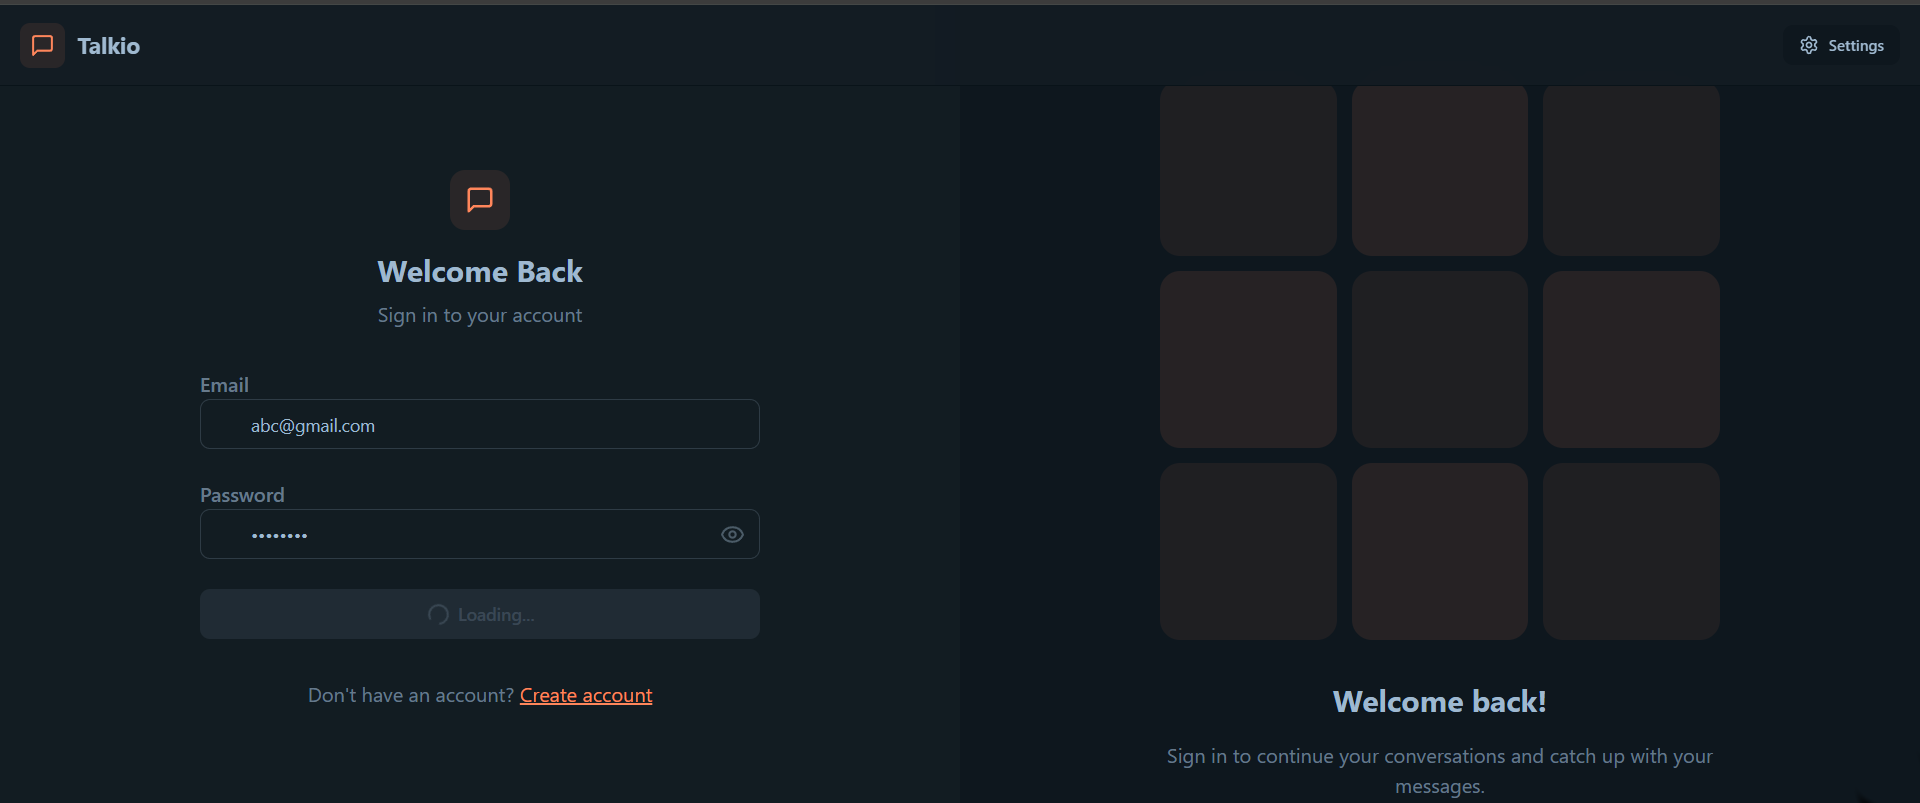 Talkio
Settings
Welcome Back
Sign in to your account
Email
abc@gmail.com
Password
••••••••
Loading...
Don't have an account? Create account
Welcome back!
Sign in to continue your conversations and catch up with your
messages.